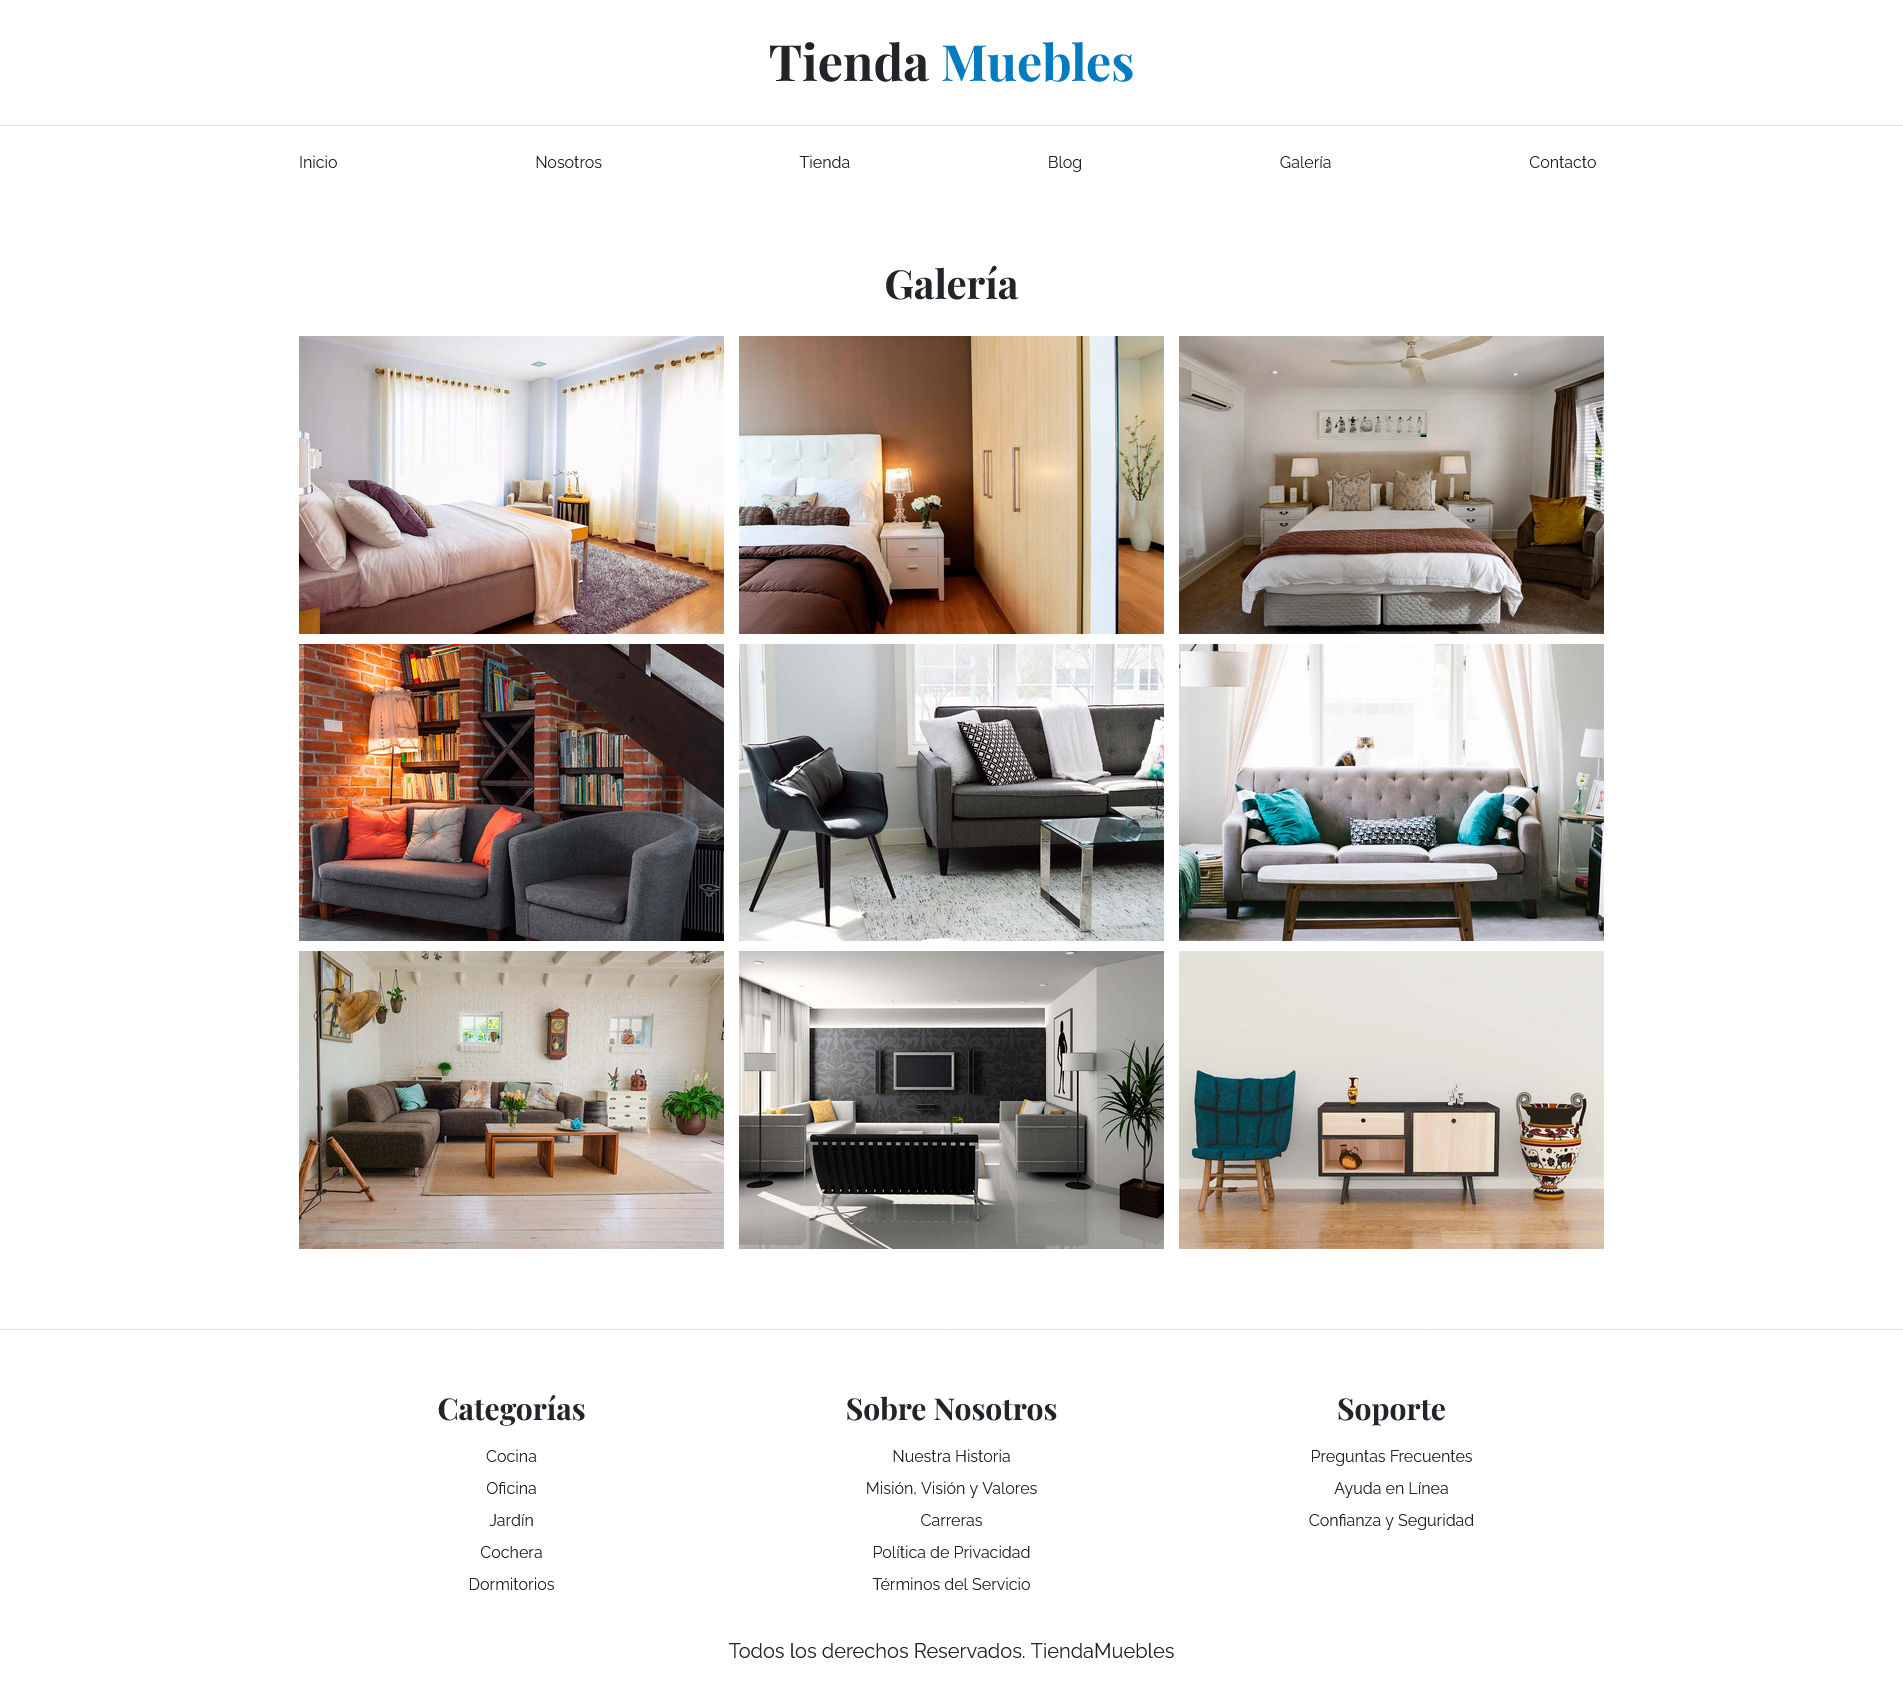 Tienda Muebles
Inicio Nosotros Tienda Blog Galería Contacto
Galería
Categorías
Cocina
Oficina
Jardín
Cochera
Dormitorios
Sobre Nosotros
Nuestra Historia
Misión, Visión y Valores
Carreras
Política de Privacidad
Términos del Servicio
Soporte
Preguntas Frecuentes
Ayuda en Línea
Confianza y Seguridad
Todos los derechos Reservados. TiendaMuebles